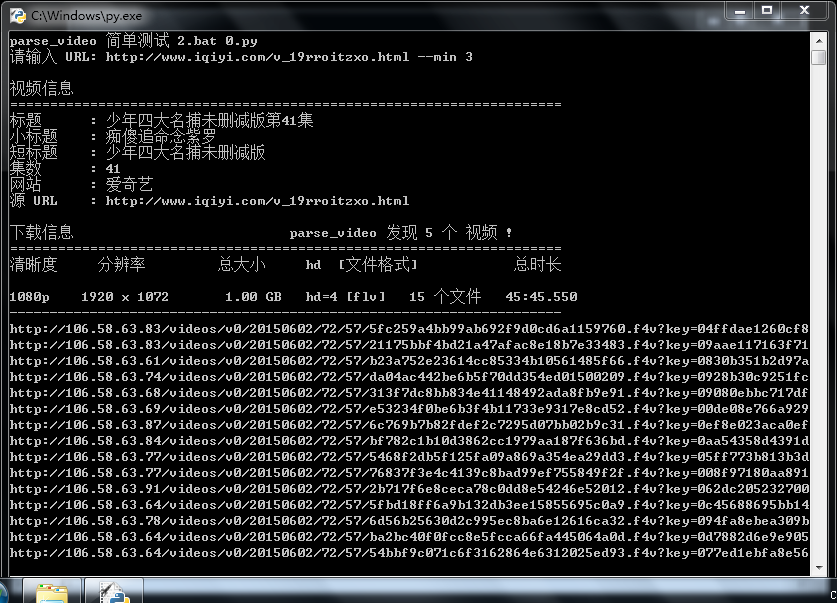 C:\Windows\py.exe
parse_video 简单测试 2.bat 0.py
请输入 URL: http://www.iqiyi.com/v_19rroitzxo.html --min 3
视频信息
=====================================================================
标题 : 少年四大名捕未删减版第41集
小标题 : 痴傻追命念紫罗
短标题 : 少年四大名捕未删减版
集数 : 41
网站 : 爱奇艺
源 URL : http://www.iqiyi.com/v_19rroitzxo.html
下载信息 parse_video 发现 5 个 视频 !
=====================================================================
清晰度 分辨率 总大小 hd [文件格式] 总时长
1080p 1920 x 1072 1.00 GB hd=4 [flv] 15 个文件 45:45.550
---------------------------------------------------------------------
http://106.58.63.83/videos/v0/20150602/72/57/5fc259a4bb99ab692f9d0cd6a1159760.f4v?key=04ffdae1260cf8
http://106.58.63.83/videos/v0/20150602/72/57/21175bbf4bd21a47afac8e18b7e33483.f4v?key=09aae117163f71
http://106.58.63.61/videos/v0/20150602/72/57/b23a752e23614cc85334b10561485f66.f4v?key=0830b351b2d97a
http://106.58.63.74/videos/v0/20150602/72/57/da04ac442be6b5f70dd354ed01500209.f4v?key=0928b30c9251fc
http://106.58.63.68/videos/v0/20150602/72/57/313f7dc8bb834e41148492ada8fb9e91.f4v?key=09080ebbc717df
http://106.58.63.69/videos/v0/20150602/72/57/e53234f0be6b3f4b11733e9317e8cd52.f4v?key=00de08e766a929
http://106.58.63.87/videos/v0/20150602/72/57/6c769b7b82fdef2c7295d07bb02b9c31.f4v?key=0ef8e023aca0ef
http://106.58.63.84/videos/v0/20150602/72/57/bf782c1b10d3862cc1979aa187f636bd.f4v?key=0aa54358d4391d
http://106.58.63.77/videos/v0/20150602/72/57/5468f2db5f125fa09a869a354ea29dd3.f4v?key=05ff773b813b3d
http://106.58.63.77/videos/v0/20150602/72/57/76837f3e4c4139c8bad99ef755849f2f.f4v?key=008f97180aa891
http://106.58.63.91/videos/v0/20150602/72/57/2b717f6e8ceca78c0dd8e54246e52012.f4v?key=062dc205232700
http://106.58.63.64/videos/v0/20150602/72/57/5fbd18ff6a9b132db3ee15855695c0a9.f4v?key=0c45688695bb14
http://106.58.63.78/videos/v0/20150602/72/57/6d56b25630d2c995ec8ba6e12616ca32.f4v?key=094fa8ebea309b
http://106.58.63.64/videos/v0/20150602/72/57/ba2bc40f0fcc8e5fcca66fa445064a0d.f4v?key=0d7882d6e9e905
http://106.58.63.64/videos/v0/20150602/72/57/54bbf9c071c6f3162864e6312025ed93.f4v?key=077ed1ebfa8e56